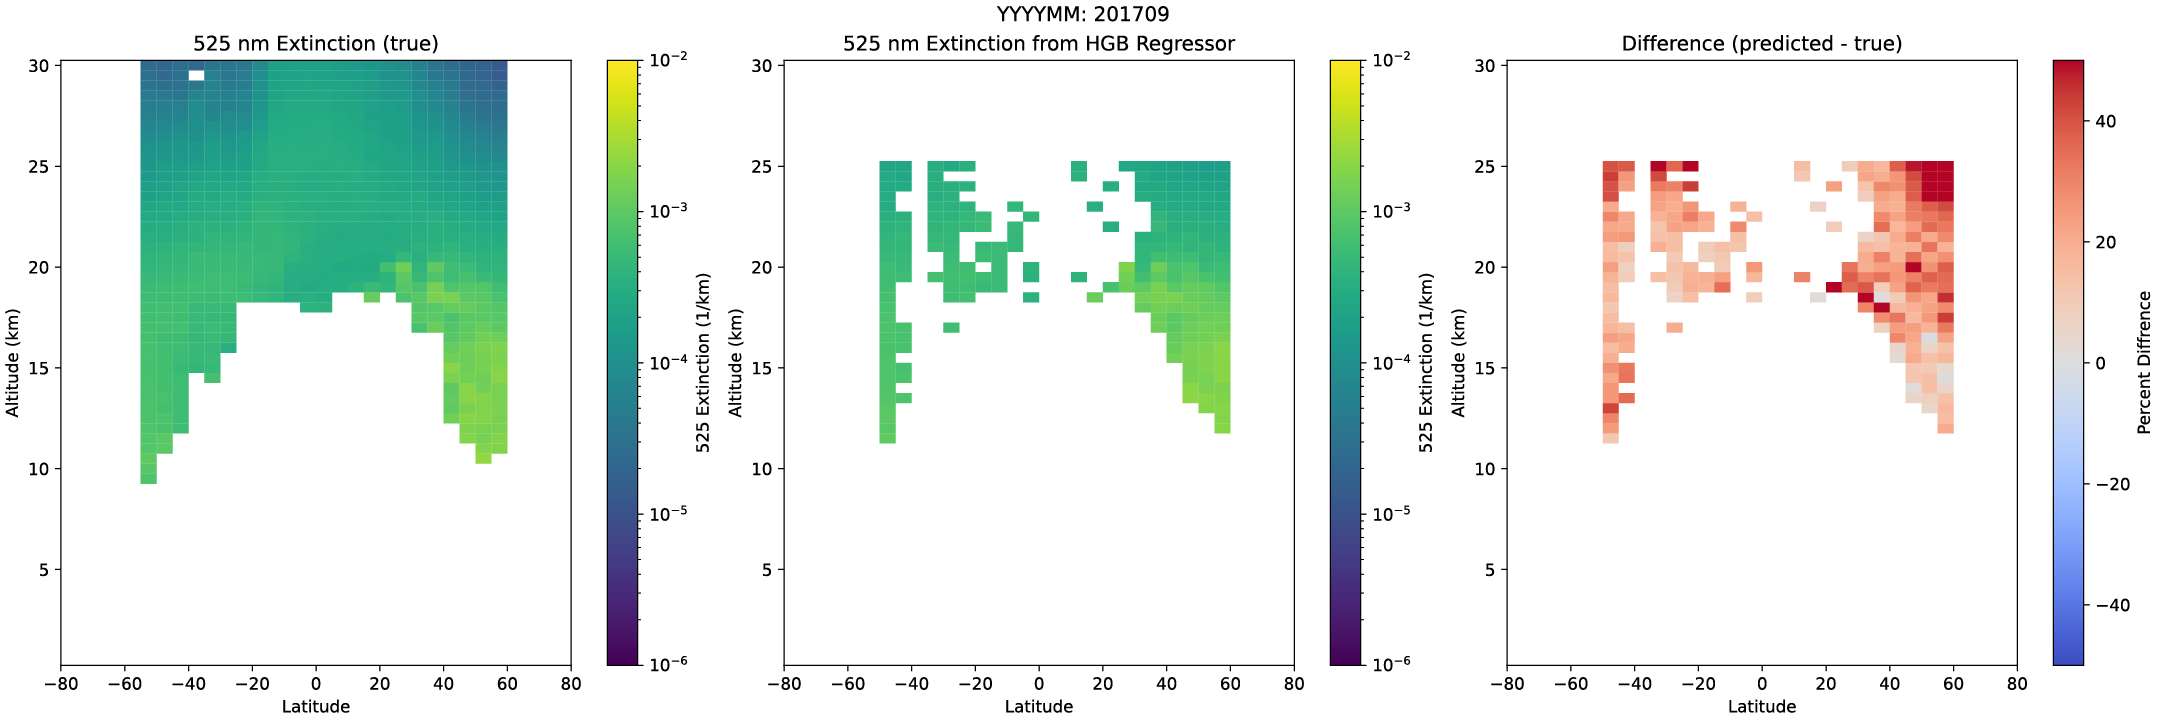 YYYYMM: 201709
525 nm Extinction (true)
30
25
20
15
10
5
Altitude (km)
−80 −60 −40 −20 0 20 40 60 80
Latitude
10−2
10−3
10−4
10−5
10−6
525 Extinction (1/km)
525 nm Extinction from HGB Regressor
30
25
20
15
10
5
Altitude (km)
−80 −60 −40 −20 0 20 40 60 80
Latitude
10−2
10−3
10−4
10−5
10−6
525 Extinction (1/km)
Difference (predicted - true)
30
25
20
15
10
5
Altitude (km)
−80 −60 −40 −20 0 20 40 60 80
Latitude
40
20
0
−20
−40
Percent Diffrence